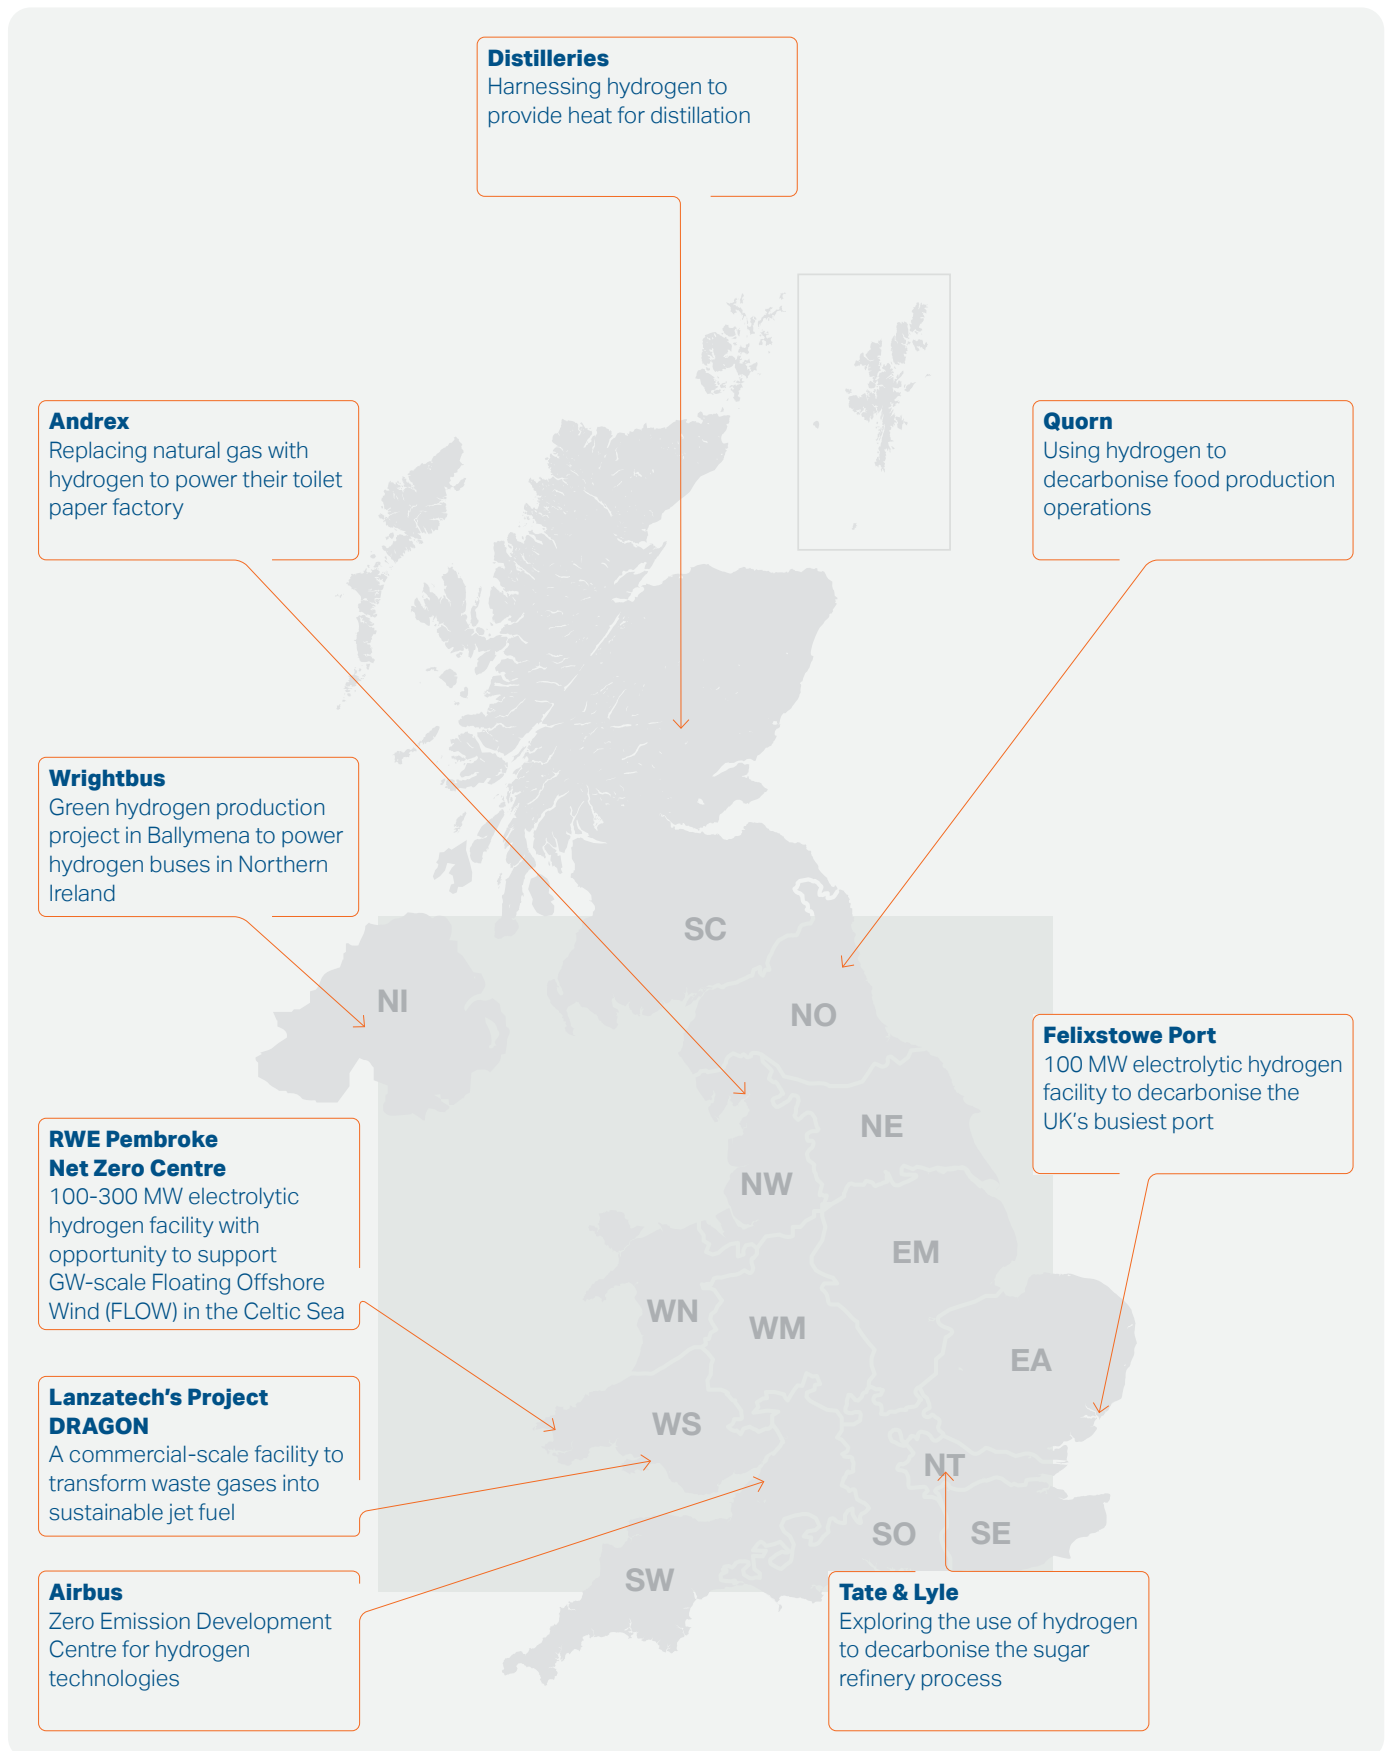 Distilleries
Harnessing hydrogen to
provide heat for distillation
Andrex
Replacing natural gas with
hydrogen to power their toilet
paper factory
Quorn
Using hydrogen to
decarbonise food production
operations
Wrightbus
Green hydrogen production
project in Ballymena to power
hydrogen buses in Northern
Ireland
SC
NI
NO
Felixstowe Port
100 MW electrolytic hydrogen
facility to decarbonise the
UK's busiest port
NE
RWE Pembroke
Net Zero Centre
100-300 MW electrolytic
hydrogen facility with
opportunity to support
GW-scale Floating Offshore
Wind (FLOW) in the Celtic Sea
NW
EM
WN
WM
EA
Lanzatech's Project
DRAGON
A commercial-scale facility to
transform waste gases into
sustainable jet fuel
WS
NT
SO
SE
SW
Airbus
Zero Emission Development
Centre for hydrogen
technologies
Tate & Lyle
Exploring the use of hydrogen
to decarbonise the sugar
refinery process